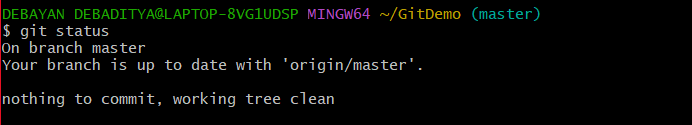 DEBAYAN DEBADITYA@LAPTOP-8VG1UDSP MINGW64 ~/GitDemo (master)
$ git status
On branch master
Your branch is up to date with 'origin/master'.
nothing to commit, working tree clean